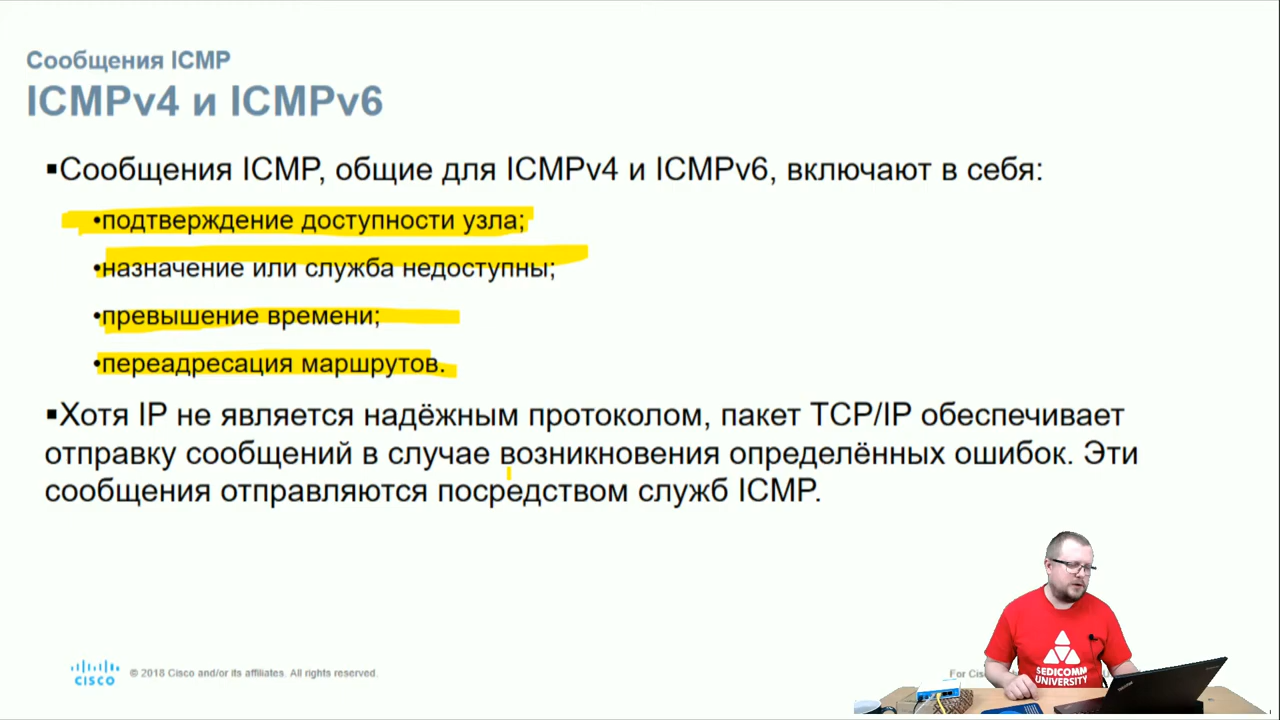 Сообщения ICMP
ICMPv4 и ICMPv6
▪Сообщения ICMP, общие для ICMPv4 и ICMPv6, включают в себя:
•подтверждение доступности узла;
•назначение или служба недоступны;
•превышение времени;
•переадресация маршрутов.
▪Хотя IP не является надёжным протоколом, пакет TCP/IP обеспечивает
отправку сообщений в случае возникновения определённых ошибок. Эти
сообщения отправляются посредством служб ICMP.
SEDICOMM
UNIVERSITY
CISCO
© 2018 Cisco and/or its affiliates. All rights reserved.
For